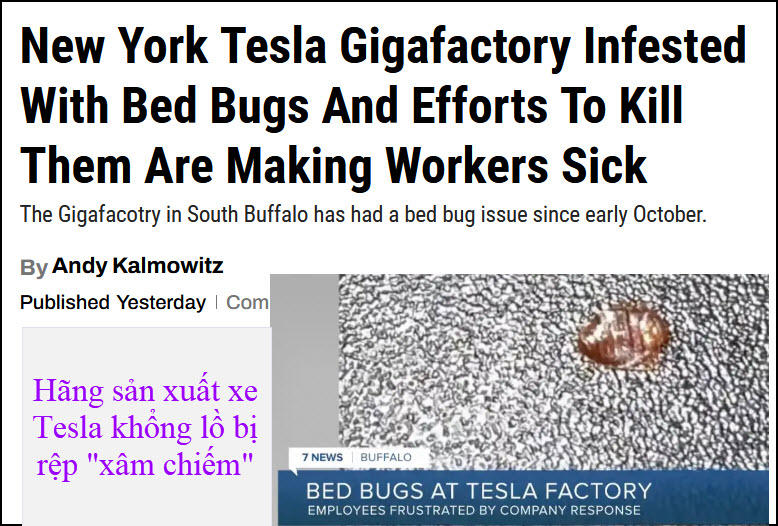 New York Tesla Gigafactory Infested
With Bed Bugs And Efforts To Kill
Them Are Making Workers Sick
The Gigafacotry in South Buffalo has had a bed bug issue since early October.
By Andy Kalmowitz
Published Yesterday | Com
Hãng sản xuất xe
Tesla khổng lồ bị
rệp "xâm chiếm"
7 NEWS | BUFFALO
BED BUGS AT TESLA FACTORY
EMPLOYEES FRUSTRATED BY COMPANY RESPONSE